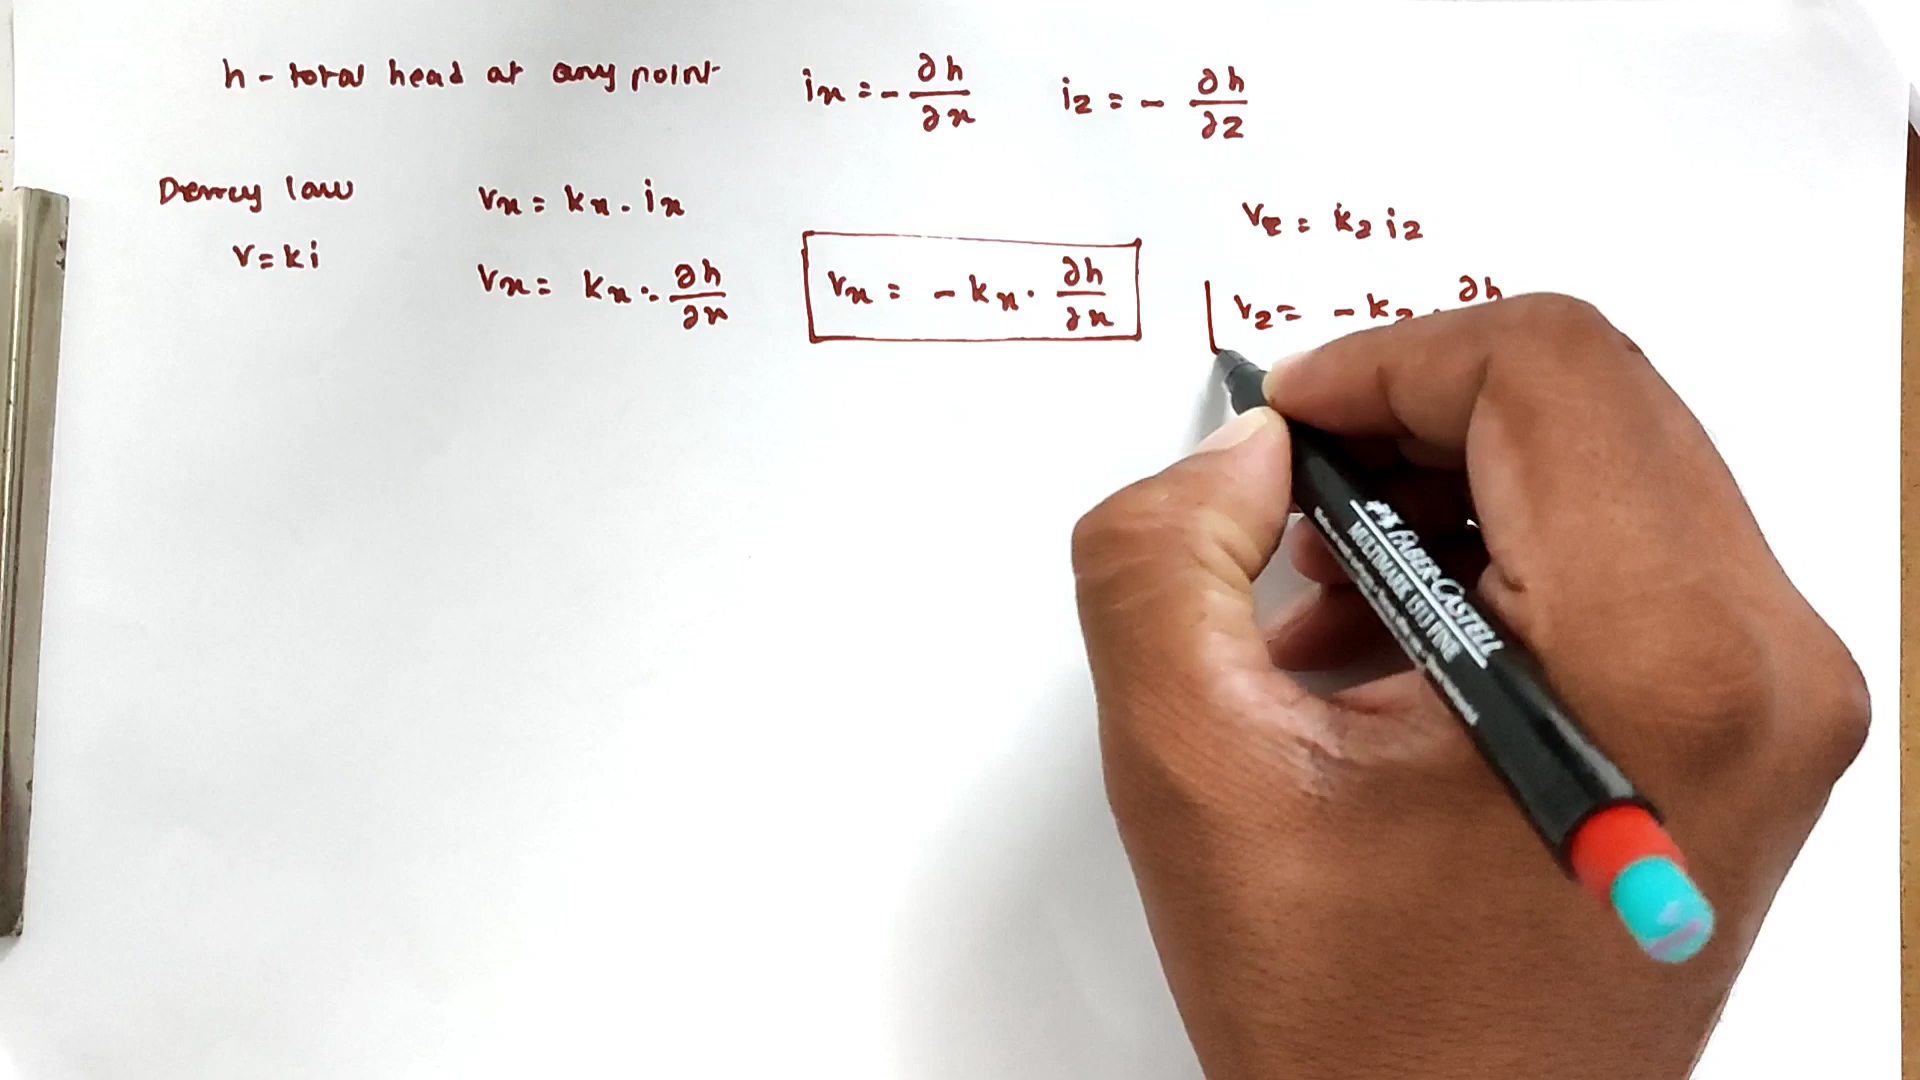 h - total head at any point ix = - ∂h/∂x iz = - ∂h/∂z
Darcy law vx = kx . ix vz = kz iz
v = ki vx = kx . - ∂h/∂x vx = - kx . ∂h/∂x vz = - kz . ∂h
FABER-CASTELL
MULTIMARK 1513 FINE